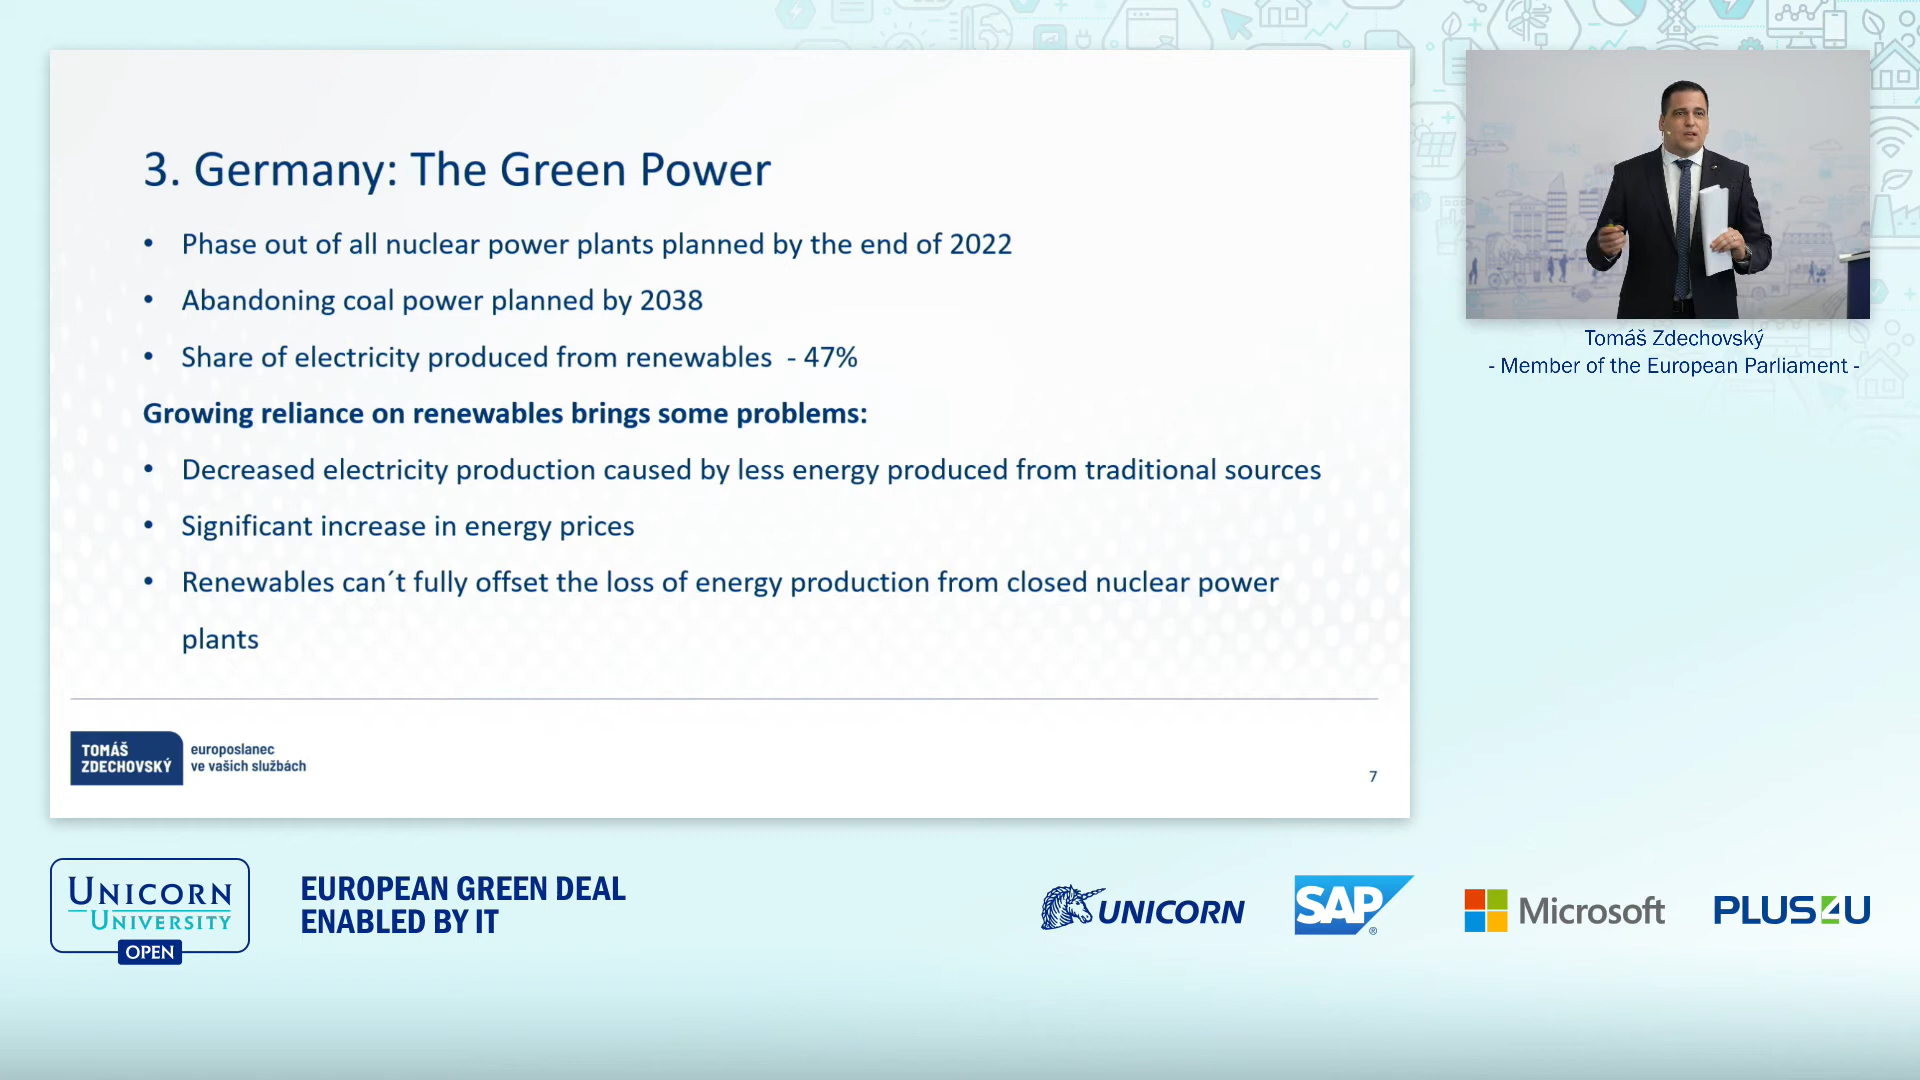 3. Germany: The Green Power
• Phase out of all nuclear power plants planned by the end of 2022
• Abandoning coal power planned by 2038
• Share of electricity produced from renewables  - 47%
Growing reliance on renewables brings some problems:
• Decreased electricity production caused by less energy produced from traditional sources
• Significant increase in energy prices
• Renewables can´t fully offset the loss of energy production from closed nuclear power
plants
TOMÁŠ
ZDECHOVSKÝ
europoslanec
ve vašich službách
7
Tomáš Zdechovský
- Member of the European Parliament -
UNICORN
UNIVERSITY
OPEN
EUROPEAN GREEN DEAL
ENABLED BY IT
UNICORN
SAP®
Microsoft
PLUS4U